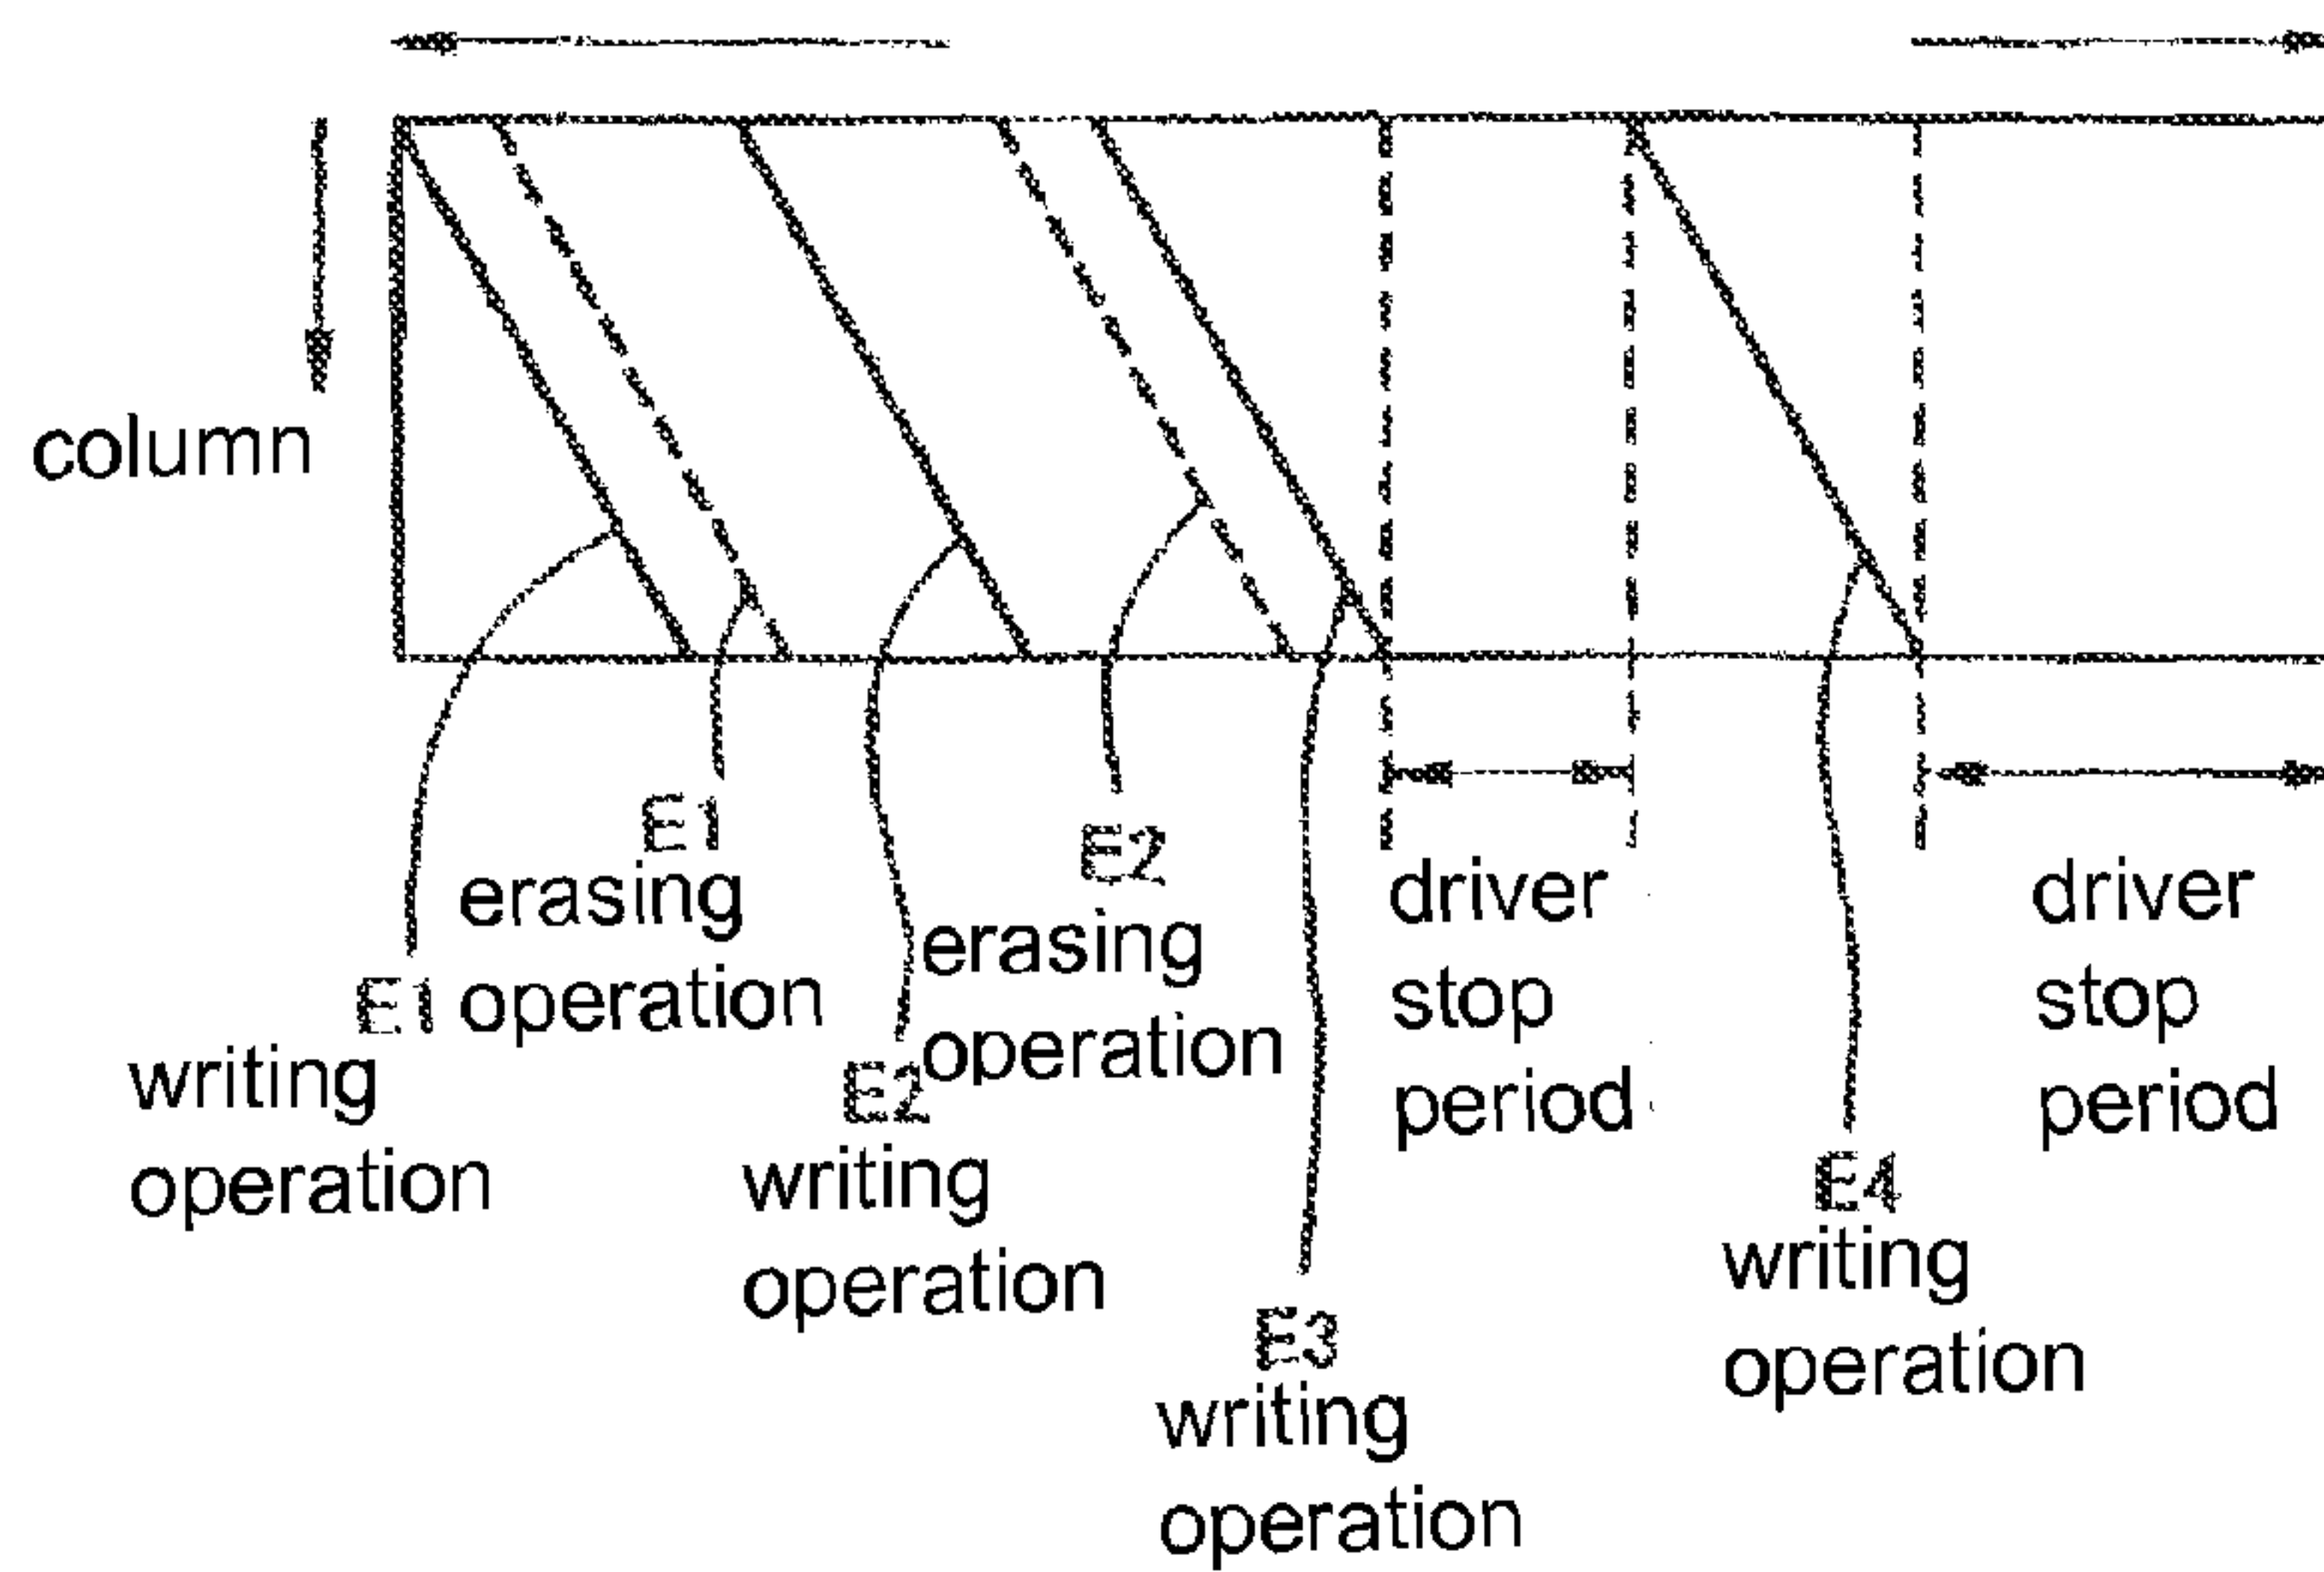 column
E1
erasing
operation
E1
writing
operation
E2
erasing
operation
E2
writing
operation
driver
stop
period
driver
stop
period
E3
writing
operation
E4
writing
operation